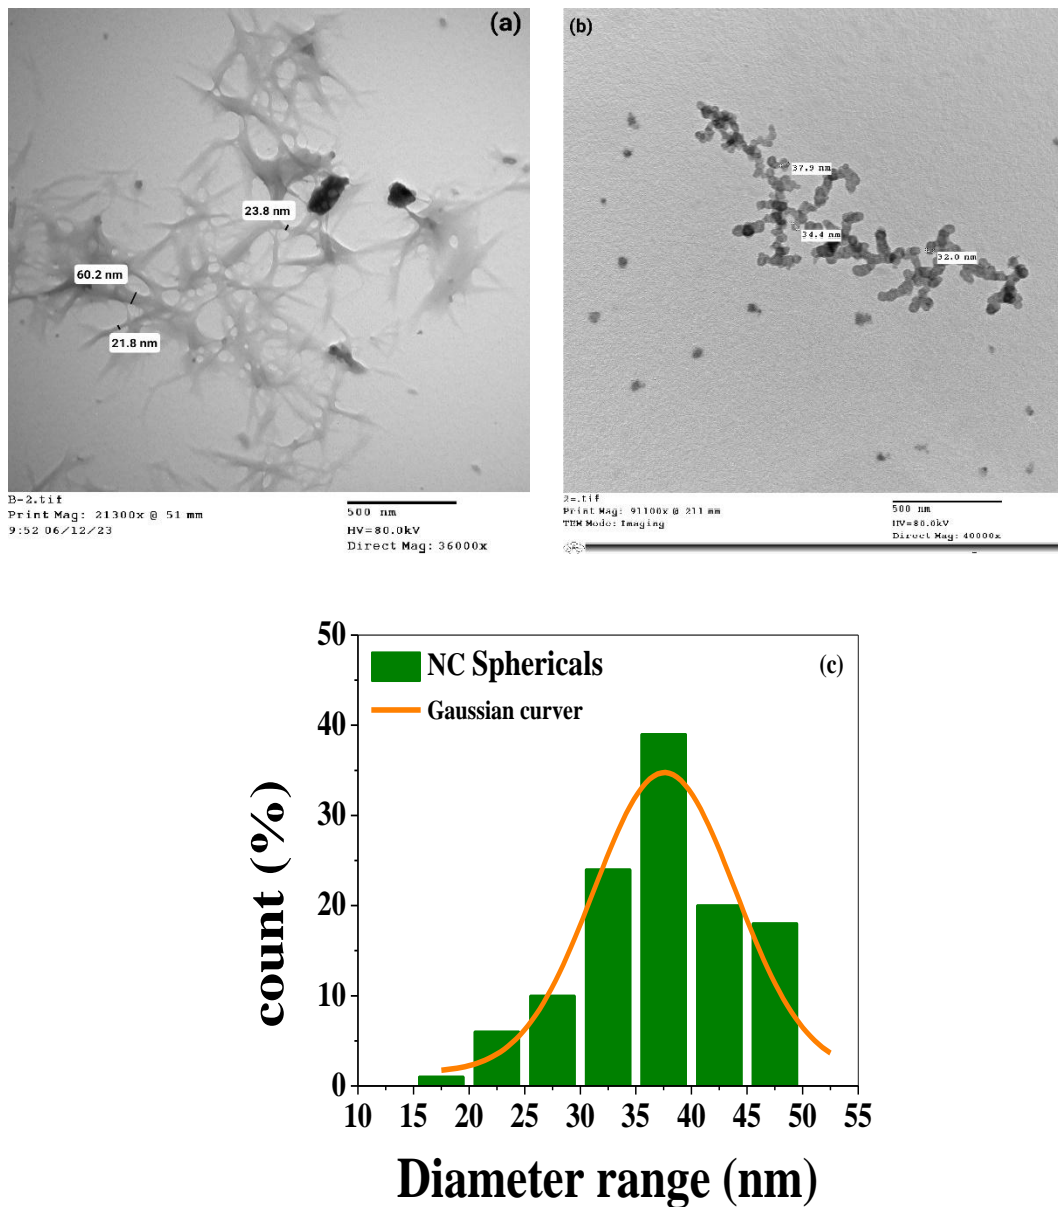 (a)
23.8 nm
60.2 nm
21.8 nm
B-2.tif
Print Mag: 21300x @ 51 mm
9:52 06/12/23
500 nm
HV=80.0kV
Direct Mag: 36000x
(b)
37.9 nm
34.4 nm
32.0 nm
2=.tif
Print Mag: 91100x @ 211 mm
TEM Mode: Imaging
500 nm
HV=80.0kV
Direct Mag: 40000x
50
40
30
20
10
0
count (%)
NC Sphericals
(c)
Gaussian curver
10 15 20 25 30 35 40 45 50 55
Diameter range (nm)